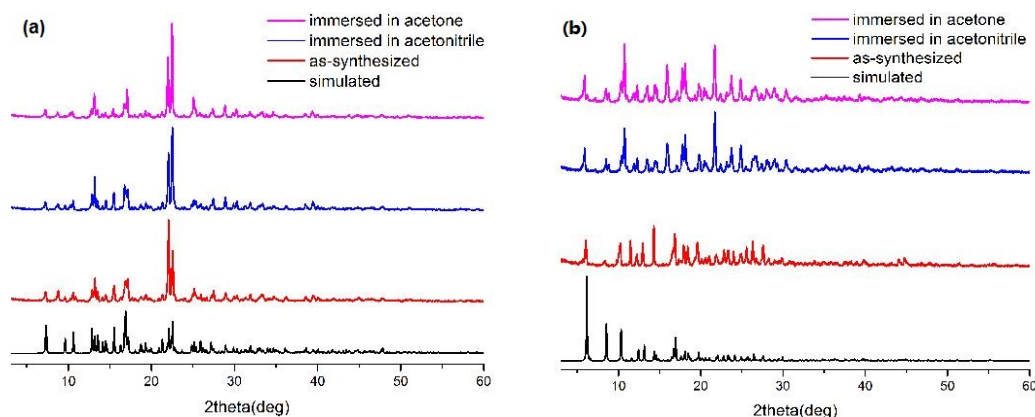 (a)
immersed in acetone
immersed in acetonitrile
as-synthesized
simulated
10 20 30 40 50 60
2theta(deg)
(b)
immersed in acetone
immersed in acetonitrile
as-synthesized
simulated
10 20 30 40 50 60
2theta(deg)